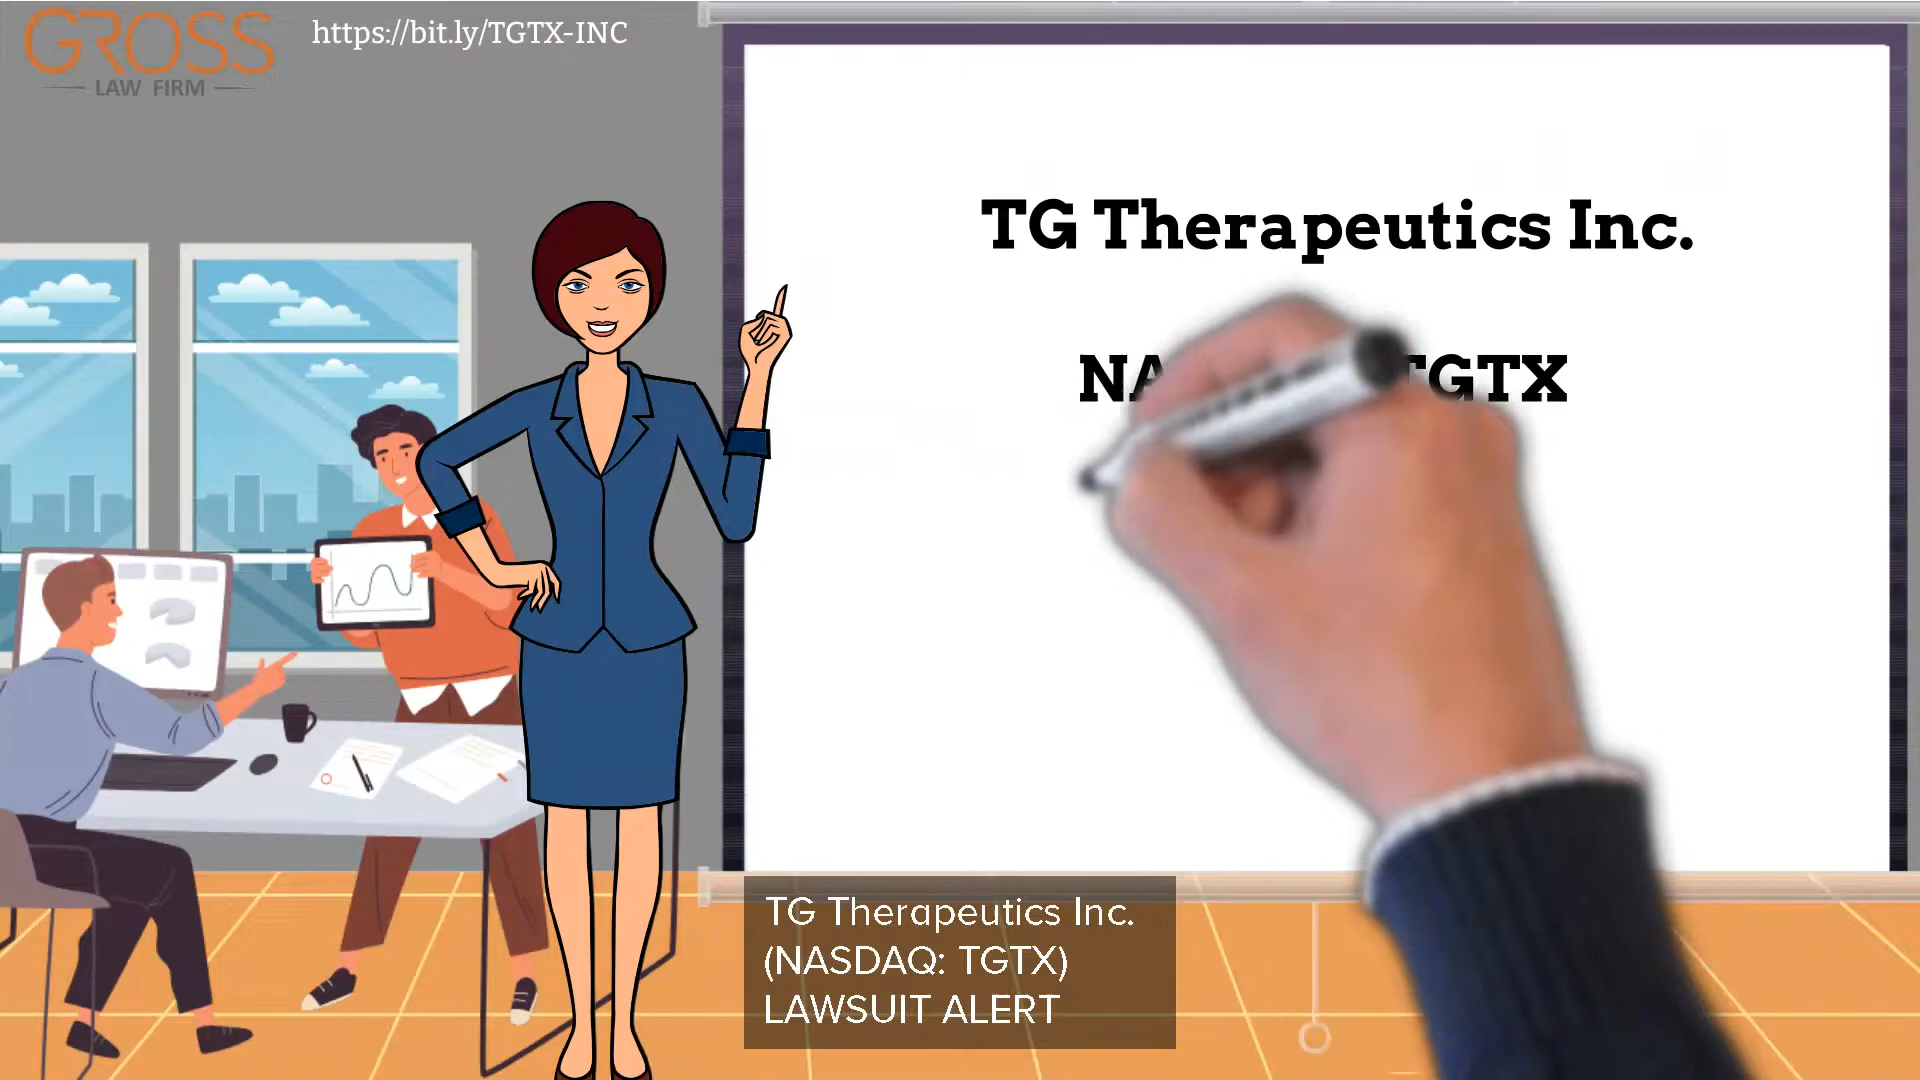 GROSS
LAW FIRM
https://bit.ly/TGTX-INC
TG Therapeutics Inc.
NA TGTX
TG Therapeutics Inc.
(NASDAQ: TGTX)
LAWSUIT ALERT